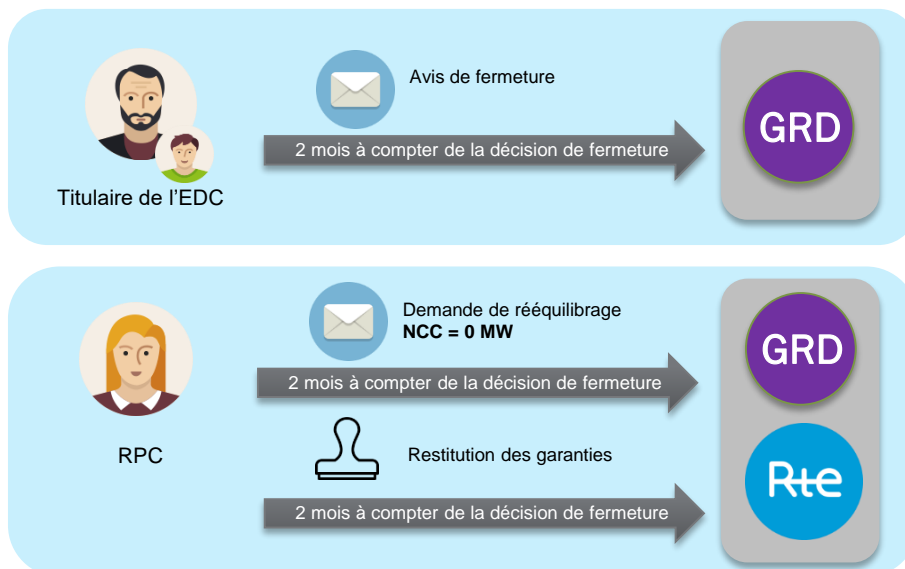 Avis de fermeture
2 mois à compter de la décision de fermeture
GRD
Titulaire de l'EDC
Demande de rééquilibrage
NCC = 0 MW
2 mois à compter de la décision de fermeture
GRD
RPC
Restitution des garanties
Rte
2 mois à compter de la décision de fermeture